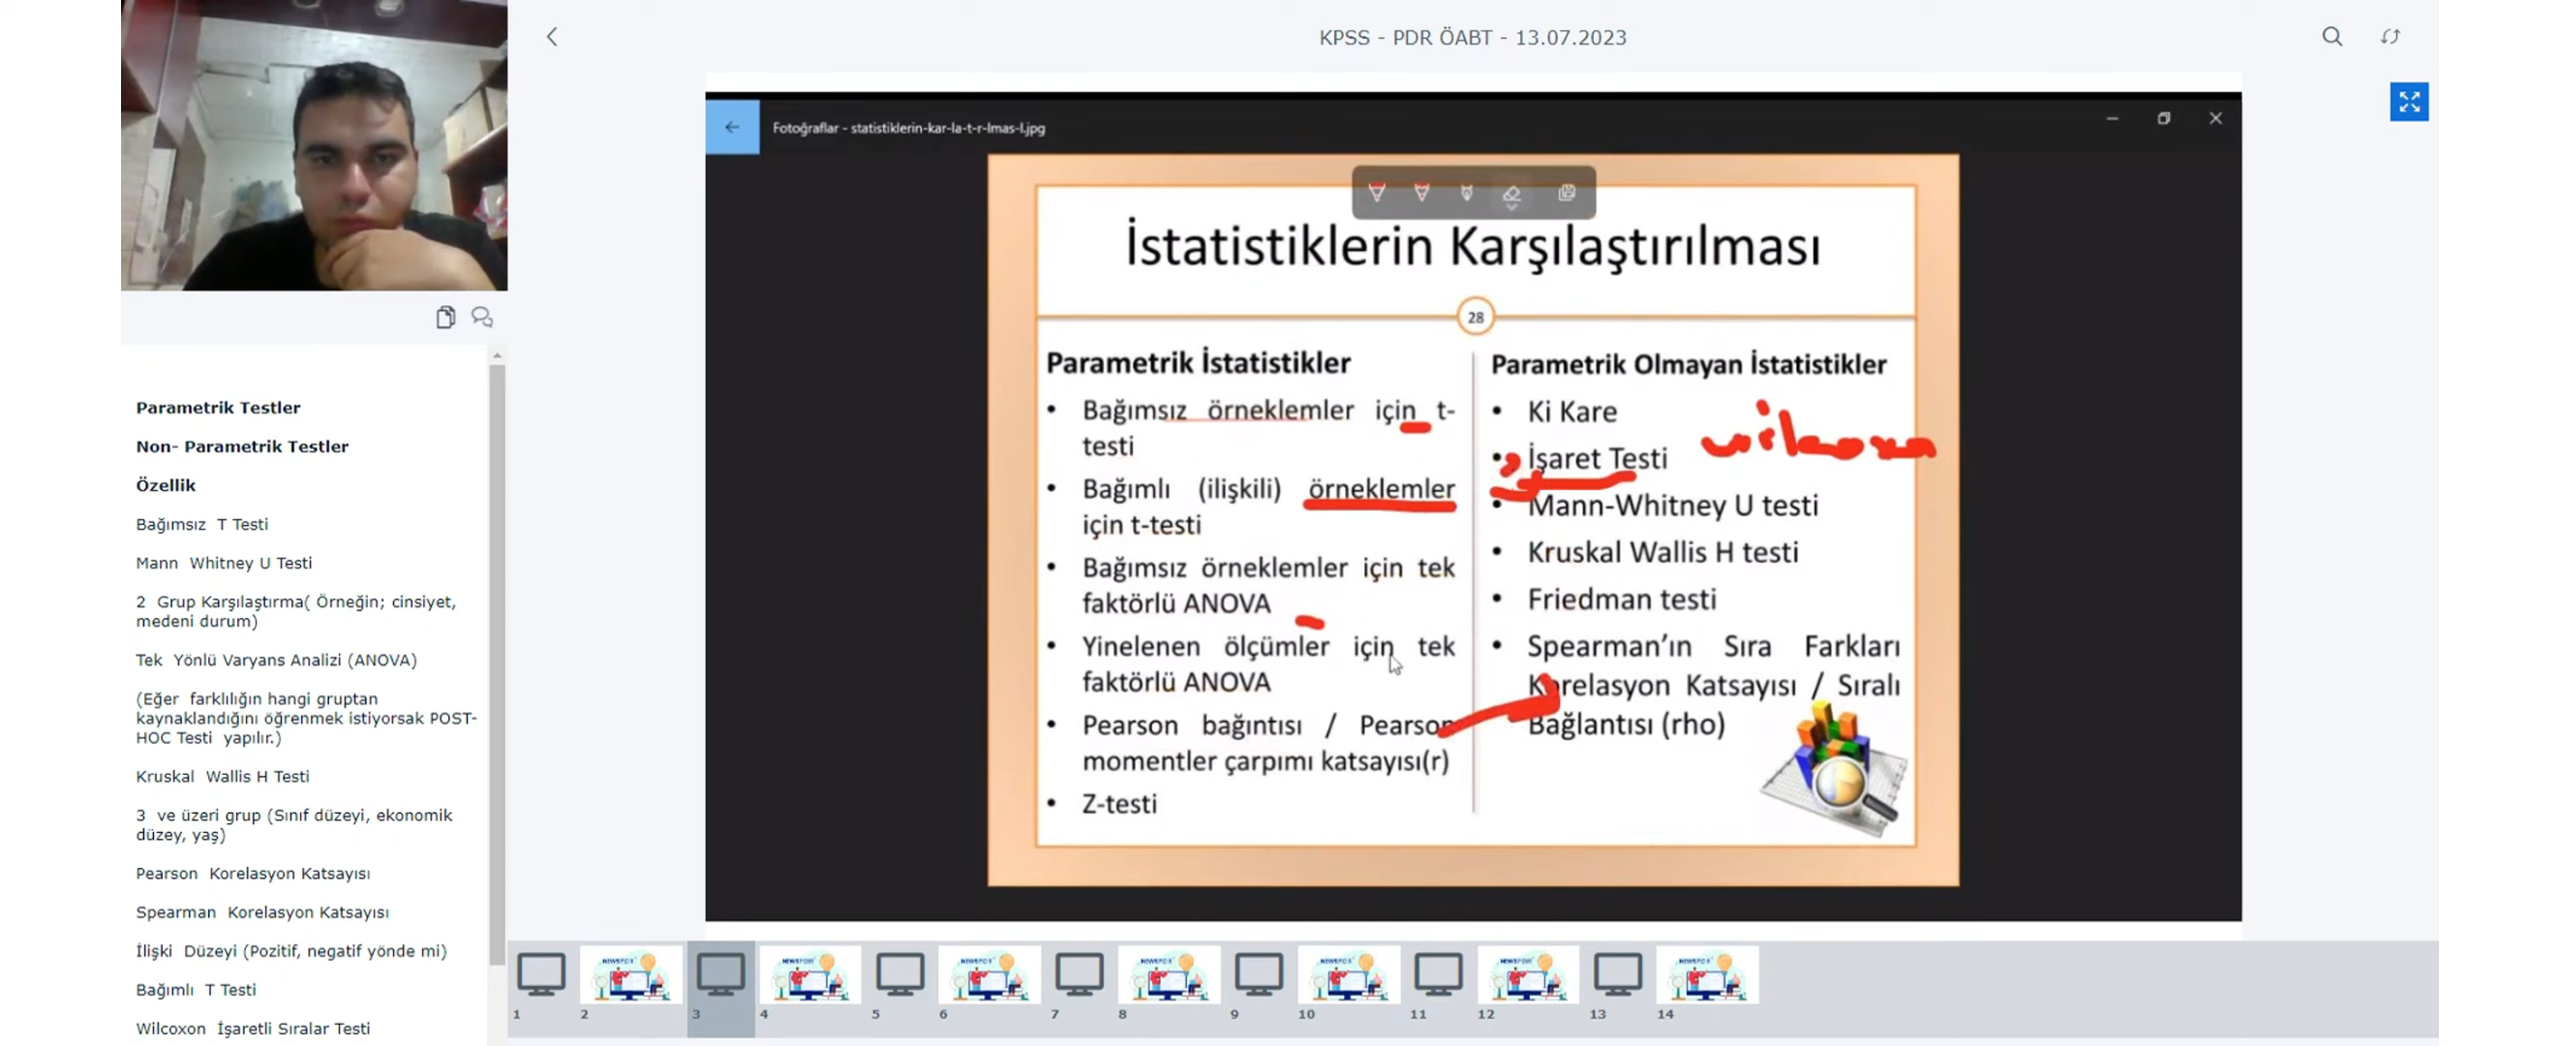 KPSS - PDR ÖABT - 13.07.2023
Parametrik Testler
Non- Parametrik Testler
Özellik
Bağımsız T Testi
Mann Whitney U Testi
2 Grup Karşılaştırma( Örneğin; cinsiyet,
medeni durum)
Tek Yönlü Varyans Analizi (ANOVA)
(Eğer farklılığın hangi gruptan
kaynaklandığını öğrenmek istiyorsak POST-
HOC Testi yapılır.)
Kruskal Wallis H Testi
3 ve üzeri grup (Sınıf düzeyi, ekonomik
düzey, yaş)
Pearson Korelasyon Katsayısı
Spearman Korelasyon Katsayısı
İlişki Düzeyi (Pozitif, negatif yönde mi)
Bağımlı T Testi
Wilcoxon İşaretli Sıralar Testi
Fotoğraflar - statistiklerin-kar-la-t-r-lmas-l.jpg
İstatistiklerin Karşılaştırılması
28
Parametrik İstatistikler
• Bağımsız örneklemler için t-
testi
• Bağımlı (ilişkili) örneklemler
için t-testi
• Bağımsız örneklemler için tek
faktörlü ANOVA
• Yinelenen ölçümler için tek
faktörlü ANOVA
• Pearson bağıntısı / Pearson
momentler çarpımı katsayısı(r)
• Z-testi
Parametrik Olmayan İstatistikler
• Ki Kare
• İşaret Testi
• Mann-Whitney U testi
• Kruskal Wallis H testi
• Friedman testi
• Spearman'ın Sıra Farkları
Korelasyon Katsayısı / Sıralı
Bağlantısı (rho)
1 2 3 4 5 6 7 8 9 10 11 12 13 14